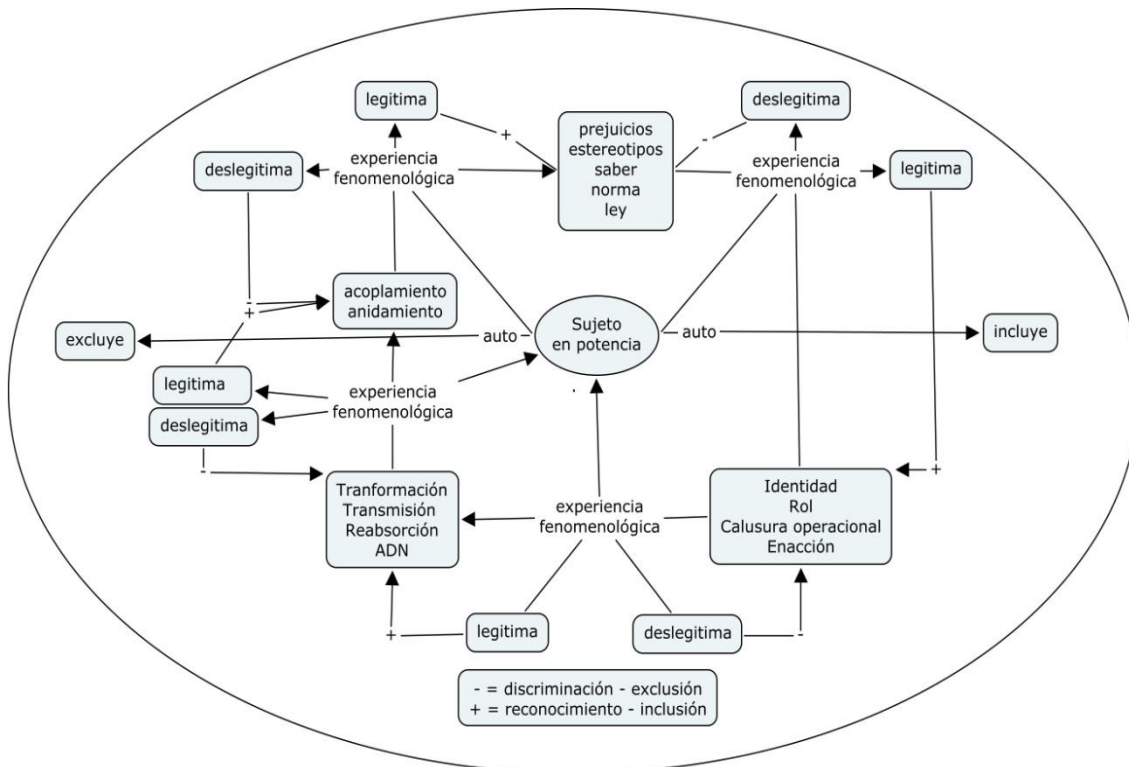 legitima
deslegitima
+
prejuicios
estereotipos
saber
norma
ley
-
experiencia
fenomenológica
experiencia
fenomenológica
deslegitima
legitima
-
+
acoplamiento
anidamiento
Sujeto
en potencia
excluye
auto
-
auto
incluye
legitima
deslegitima
experiencia
fenomenológica
-
+
Tranformación
Transmisión
Reabsorción
ADN
experiencia
fenomenológica
Identidad
Rol
Calusura operacional
Enacción
+
legitima
deslegitima
-
- = discriminación - exclusión
+ = reconocimiento - inclusión